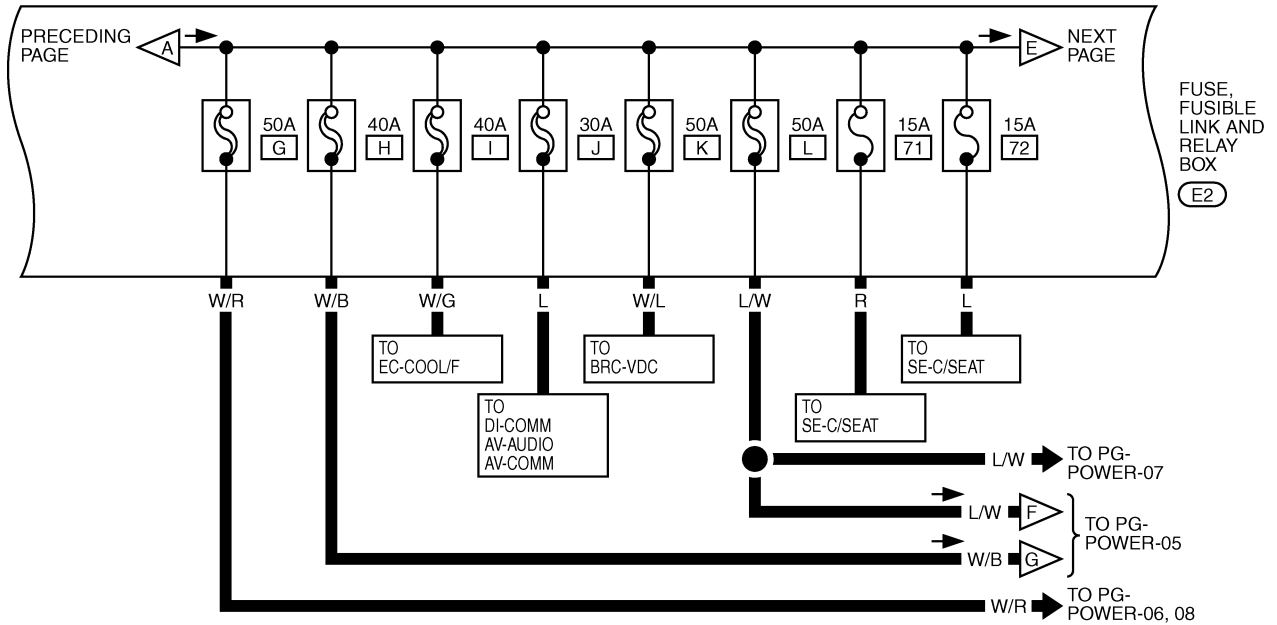 PRECEDING
PAGE
A
E
NEXT
PAGE
FUSE,
FUSIBLE
LINK AND
RELAY
BOX
E2
50A
G
40A
H
40A
I
30A
J
50A
K
50A
L
15A
71
15A
72
W/R
W/B
W/G
L
W/L
L/W
R
L
TO
EC-COOL/F
TO
DI-COMM
AV-AUDIO
AV-COMM
TO
BRC-VDC
TO
SE-C/SEAT
TO
SE-C/SEAT
L/W
TO PG-
POWER-07
L/W
F
W/B
G
TO PG-
POWER-05
W/R
TO PG-
POWER-06, 08